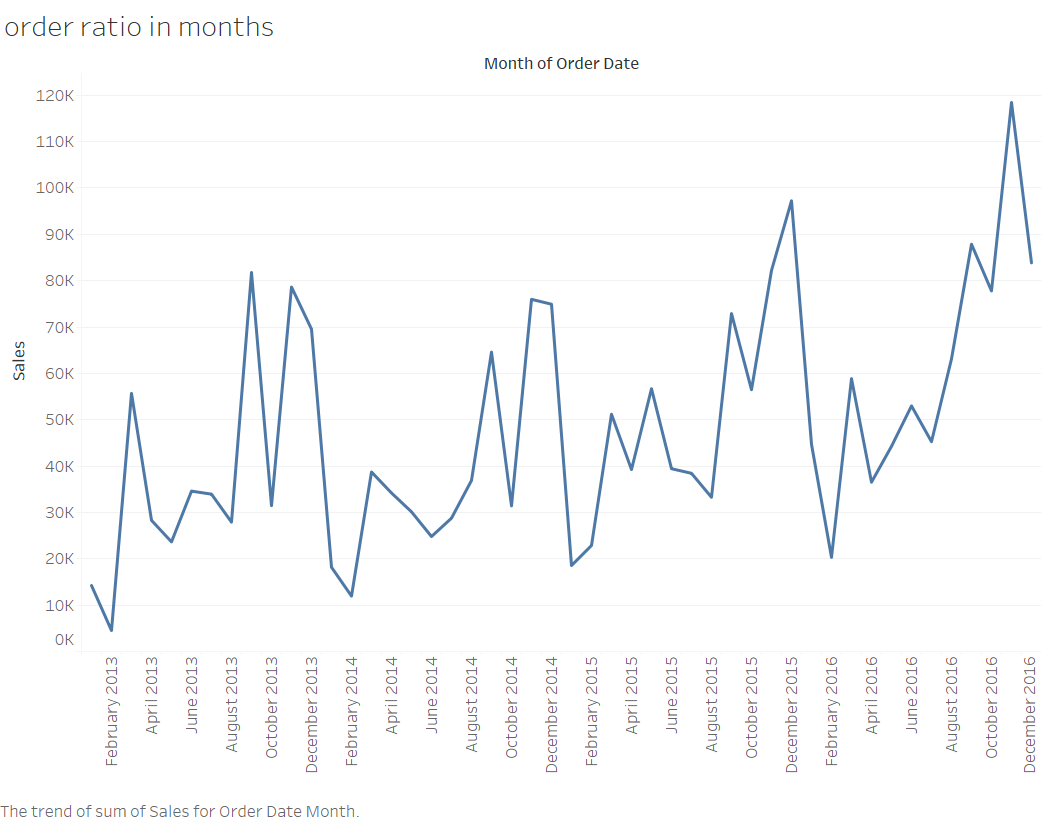 order ratio in months
Month of Order Date
Sales
120K
110K
100K
90K
80K
70K
60K
50K
40K
30K
20K
10K
0K
February 2013
April 2013
June 2013
August 2013
October 2013
December 2013
February 2014
April 2014
June 2014
August 2014
October 2014
December 2014
February 2015
April 2015
June 2015
August 2015
October 2015
December 2015
February 2016
April 2016
June 2016
August 2016
October 2016
December 2016
The trend of sum of Sales for Order Date Month.